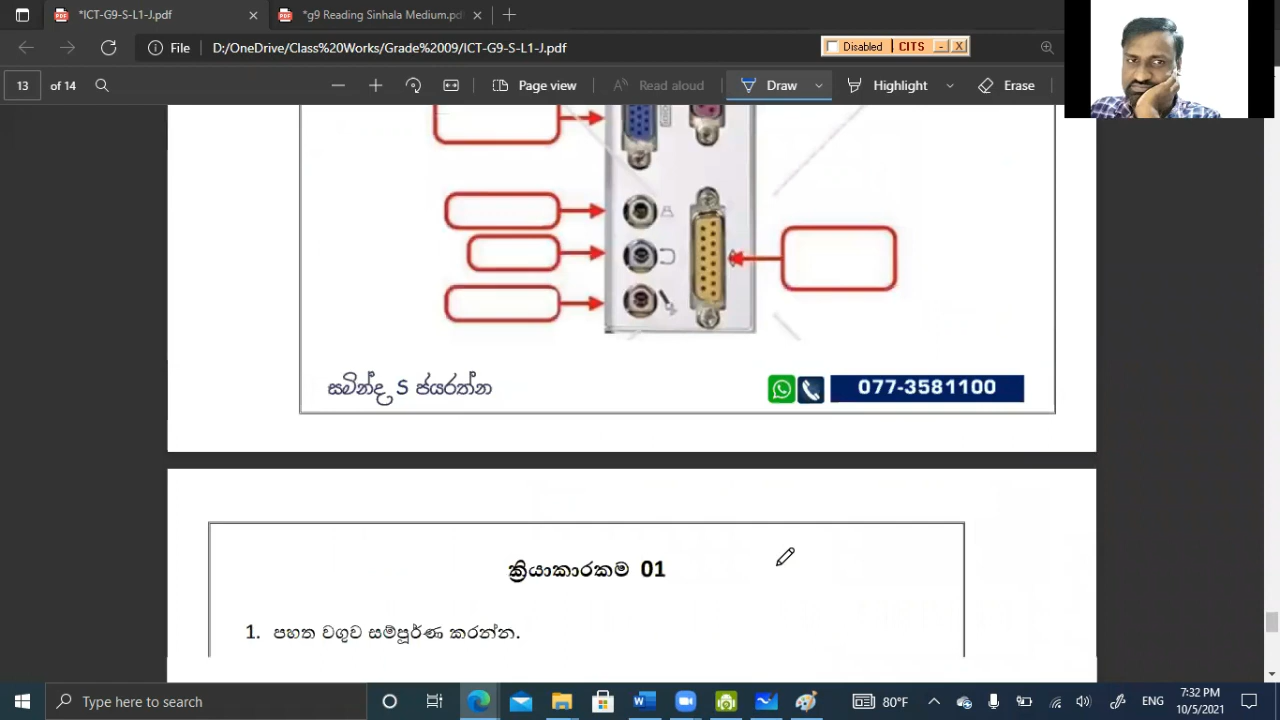 *ICT-G9-S-L1-J.pdf
*g9 Reading Sinhala Medium.pdf
File
D:/OneDrive/Class%20Works/Grade%2009/ICT-G9-S-L1-J.pdf
Disabled
CITS
13 of 14
Page view
Read aloud
Draw
Highlight
Erase
සමින්ද S ජයරත්න
077-3581100
ක්‍රියාකාරකම 01
1. පහත වගුව සම්පූර්ණ කරන්න.
Type here to search
80°F
ENG
7:32 PM
10/5/2021